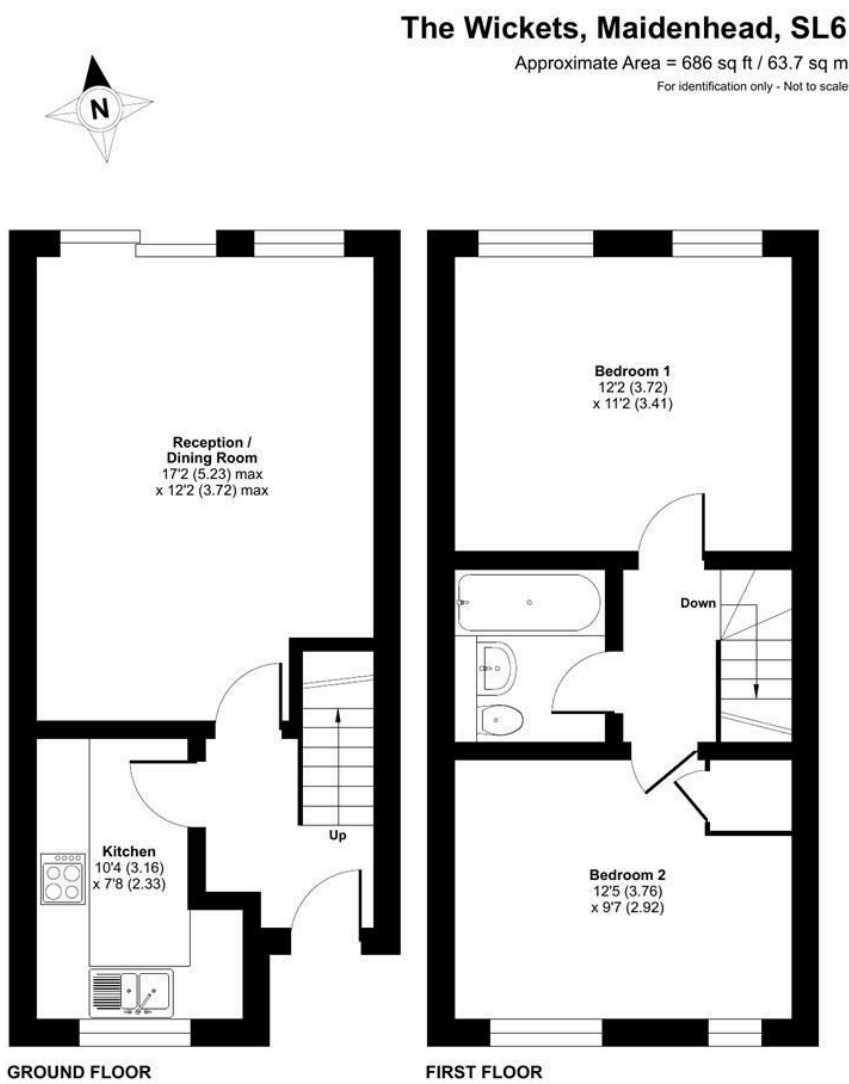 The Wickets, Maidenhead, SL6
Approximate Area = 686 sq ft / 63.7 sq m
For identification only - Not to scale
N
Reception /
Dining Room
17'2 (5.23) max
x 12'2 (3.72) max
Kitchen
10'4 (3.16)
x 7'8 (2.33)
Up
GROUND FLOOR
Bedroom 1
12'2 (3.72)
x 11'2 (3.41)
Down
Bedroom 2
12'5 (3.76)
x 9'7 (2.92)
FIRST FLOOR